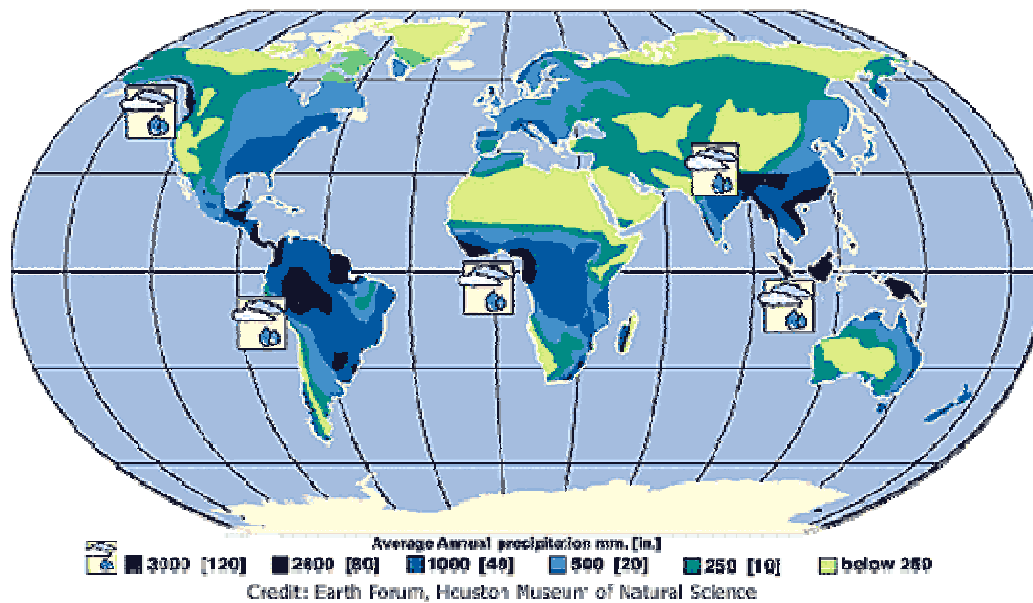 Average Annual precipitation mm. [in.]
3000 [120] 2000 [80] 1000 [40] 500 [20] 250 [10] below 250
Credit: Earth Forum, Houston Museum of Natural Science